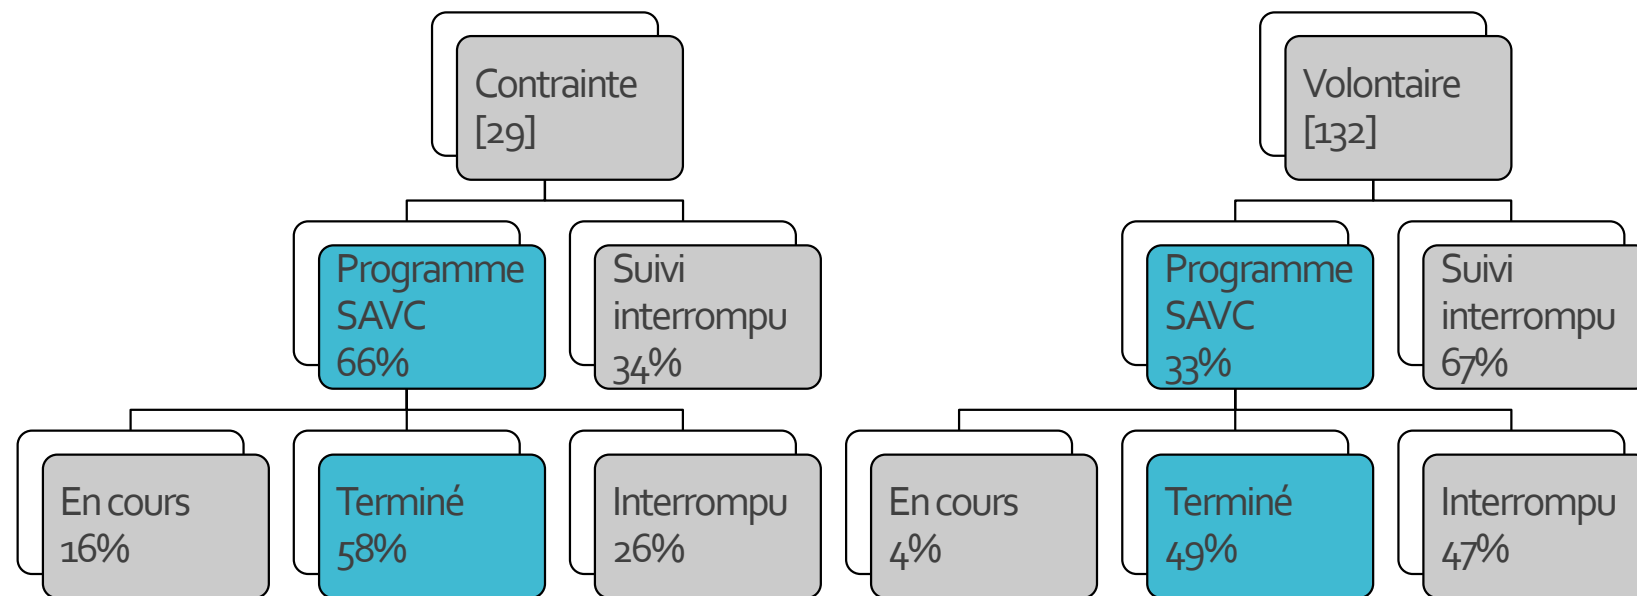 Contrainte
[29]
Volontaire
[132]
Programme
SAVC
66%
Suivi
interrompu
34%
Programme
SAVC
33%
Suivi
interrompu
67%
En cours
16%
Terminé
58%
Interrompu
26%
En cours
4%
Terminé
49%
Interrompu
47%